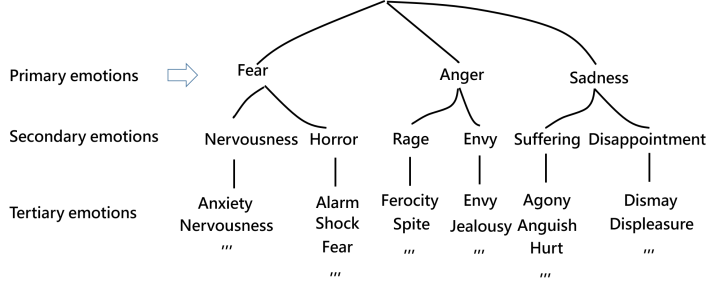 Primary emotions
Fear
Anger
Sadness
Secondary emotions
Nervousness
Horror
Rage
Envy
Suffering
Disappointment
Tertiary emotions
Anxiety
Nervousness
,,,
Alarm
Shock
Fear
,,,
Ferocity
Spite
,,,
Envy
Jealousy
,,,
Agony
Anguish
Hurt
,,,
Dismay
Displeasure
,,,